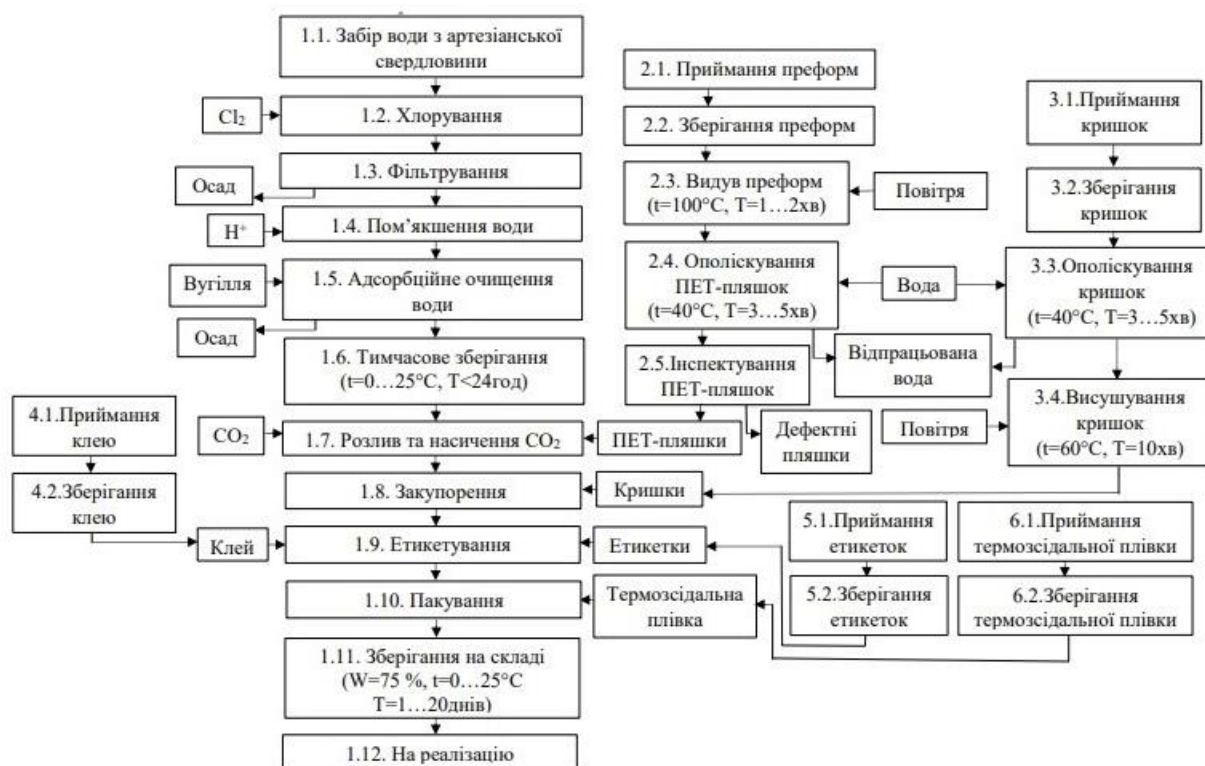 1.1. Забір води з артезіанської
свердловини
Cl₂
1.2. Хлорування
1.3. Фільтрування
Осад
H⁺
1.4. Пом’якшення води
Вугілля
1.5. Адсорбційне очищення
води
Осад
1.6. Тимчасове зберігання
(t=0…25°C, T<24год)
CO₂
1.7. Розлив та насичення CO₂
ПЕТ-пляшки
1.8. Закупорення
Кришки
Клей
1.9. Етикетування
Етикетки
1.10. Пакування
Термозсідальна
плівка
1.11. Зберігання на складі
(W=75 %, t=0…25°C
T=1…20днів)
1.12. На реалізацію
2.1. Приймання преформ
2.2. Зберігання преформ
2.3. Видув преформ
(t=100°C, T=1…2хв)
Повітря
2.4. Ополіскування
ПЕТ-пляшок
(t=40°C, T=3…5хв)
Вода
Відпрацьована
вода
2.5.Інспектування
ПЕТ-пляшок
Дефектні
пляшки
3.1.Приймання
кришок
3.2.Зберігання
кришок
3.3.Ополіскування
кришок
(t=40°C, T=3…5хв)
Повітря
3.4.Висушування
кришок
(t=60°C, T=10хв)
4.1.Приймання
клею
4.2.Зберігання
клею
5.1.Приймання
етикеток
5.2.Зберігання
етикеток
6.1.Приймання
термозсідальної плівки
6.2.Зберігання
термозсідальної плівки